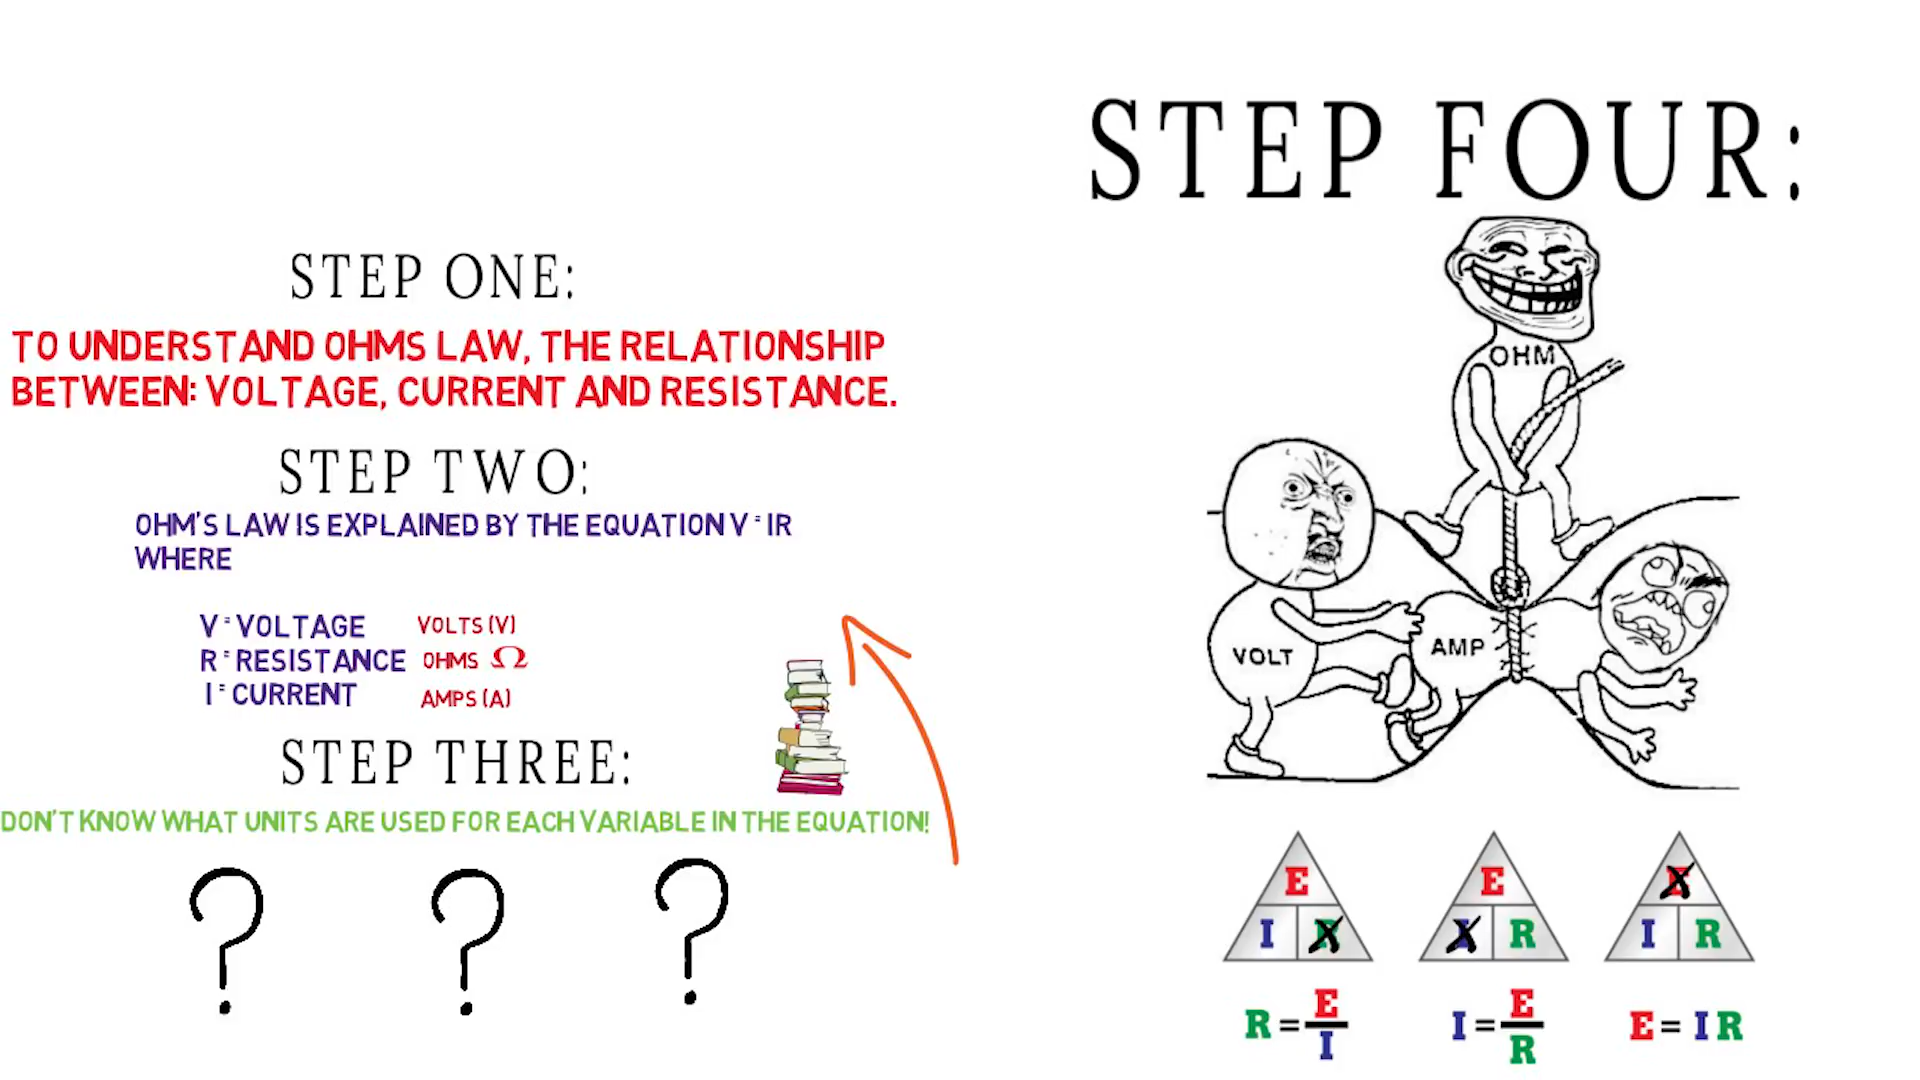 STEP ONE:
TO UNDERSTAND OHMS LAW, THE RELATIONSHIP
BETWEEN: VOLTAGE, CURRENT AND RESISTANCE.
STEP TWO:
OHM'S LAW IS EXPLAINED BY THE EQUATION V = IR
WHERE
V = VOLTAGE VOLTS (V)
R = RESISTANCE OHMS Ω
I = CURRENT AMPS (A)
STEP THREE:
DON'T KNOW WHAT UNITS ARE USED FOR EACH VARIABLE IN THE EQUATION!
? ? ?
STEP FOUR:
OHM
VOLT
AMP
E
I R
E
I R
E
I R
R = E/I
I = E/R
E = I R